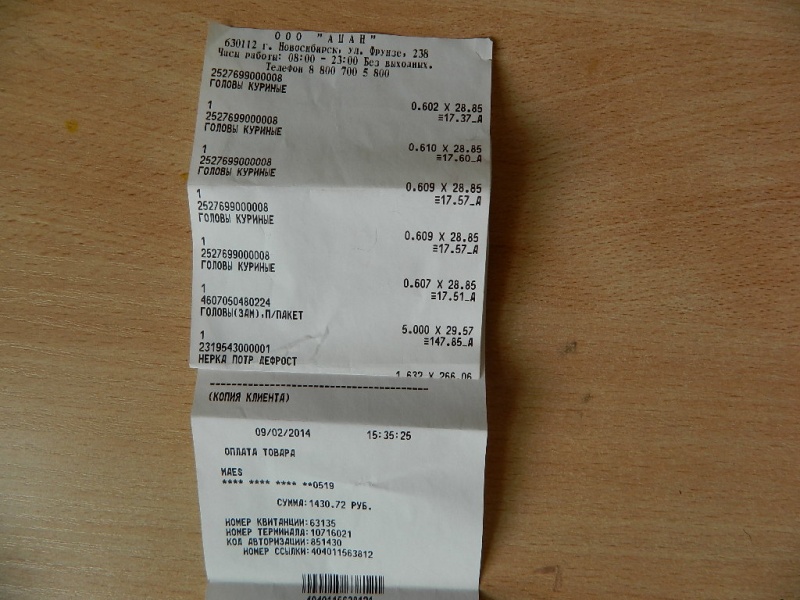 ООО "АШАН"
630112 г. Новосибирск, ул. Фрунзе, 238
Часы работы: 08:00 - 23:00 Без выходных.
Телефон 8 800 700 5 800
2527699000008
ГОЛОВЫ КУРИНЫЕ
1 0.602 X 28.85
2527699000008 ≡17.37_А
ГОЛОВЫ КУРИНЫЕ
1 0.610 X 28.85
2527699000008 ≡17.60_А
ГОЛОВЫ КУРИНЫЕ
1 0.609 X 28.85
2527699000008 ≡17.57_А
ГОЛОВЫ КУРИНЫЕ
1 0.609 X 28.85
2527699000008 ≡17.57_А
ГОЛОВЫ КУРИНЫЕ
1 0.607 X 28.85
4607050480224 ≡17.51_А
ГОЛОВЫ(ЗАМ),П/ПАКЕТ
1 5.000 X 29.57
2319543000001 ≡147.85_А
НЕРКА ПОТР ДЕФРОСТ
1.632 X 266.06
(КОПИЯ КЛИЕНТА)
09/02/2014 15:35:25
ОПЛАТА ТОВАРА
MAES
**** **** **** **0519
СУММА:1430.72 РУБ.
НОМЕР КВИТАНЦИИ:63135
НОМЕР ТЕРМИНАЛА:10716021
КОД АВТОРИЗАЦИИ:851430
НОМЕР ССЫЛКИ:404011563812